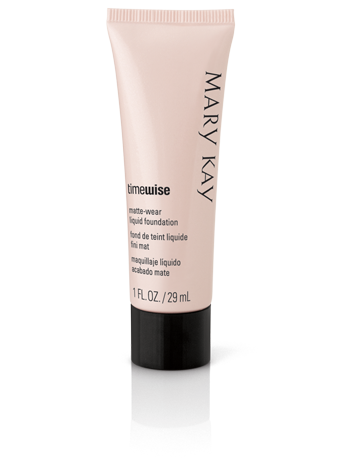 MARY KAY
timewise
matte-wear
liquid foundation
fond de teint liquide
fini mat
maquillaje líquido
acabado mate
1 FL.OZ./29 mL